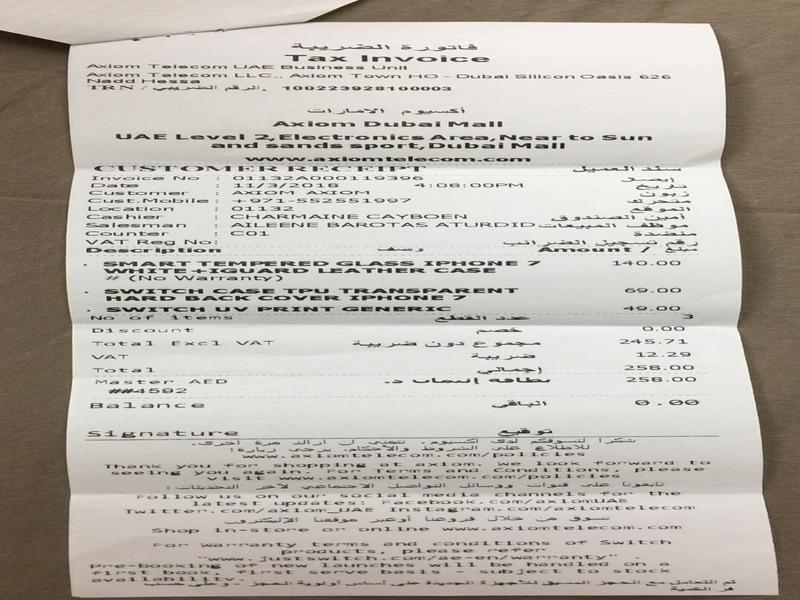 فاتورة الضريبة
Tax Invoice
Axiom Telecom UAE Business Unit
Axiom Telecom LLC., Axiom Town HO - Dubai Silicon Oasis 626
Nadd Hessa
TRN / الرقم الضريبي. 100223928100003
أكسيوم الامارات
Axiom Dubai Mall
UAE Level 2,Electronics Area,Near to Sun
and sands sport,Dubai Mall
www.axiomtelecom.com
CUSTOMER RECEIPT سند العميل
Invoice No : 01132A000119396 إيصال
Date : 11/3/2018 4:08:00PM تاريخ
Customer : AXIOM AXIOM زبون
Cust.Mobile : +971-552551997 متحرك
Location : 01132 الموقع
Cashier : CHARMAINE CAYBOEN أمين الصندوق
Salesman : AILEENE BAROTAS ATURDID موظف المبيعات
Counter : C01 منضدة
VAT Reg No: رقم تسجيل الضرائب
Description وصف Amount / مبلغ
. SMART TEMPERED GLASS IPHONE 7 140.00
WHITE +IGUARD LEATHER CASE
# (No Warranty)
. SWITCH CASE TPU TRANSPARENT 69.00
HARD BACK COVER IPHONE 7
. SWITCH UV PRINT GENERIC 49.00
No of items عدد القطع 3
Discount خصم 0.00
Total Excl VAT مجموع دون ضريبة 245.71
VAT ضريبة 12.29
Total إجمالي 258.00
Master AED بطاقه إئتمان د. 258.00
##4592
Balance الباقي 0.00
Signature توقيع
شكرا لتسوقكم لدى أكسيوم. نتمنى أن نراك مرة أخرى.
للاطلاع على الشروط والأحكام، يرجى زيارة:
www.axiomtelecom.com/policies
Thank you for shopping at axiom. We look forward to
seeing you again. For Terms and Conditions, please
visit www.axiomtelecom.com/policies
تابعونا على قنوات وسائل التواصل الاجتماعي لآخر التحديثات:
Follow us on our social media channels for the
latest updates: Facebook.com/axiomUAE
Twitter.com/axiom_UAE Instagram.com/axiomtelecom
تسوق من خلال فروعنا أو عبر موقعنا الاليكتروني
Shop in-store or online www.axiomtelecom.com
For warranty terms and conditions of Switch
products, please refer
"www.justswitch.com/ae-en/warranty" .
Pre-booking of new launches will be handled on a
first book, first serve basis - subject to stock
availability.
تم التعامل مع الحجز المسبق للأجهزة الجديدة على أساس أولوية الحجز - وعلى حسب